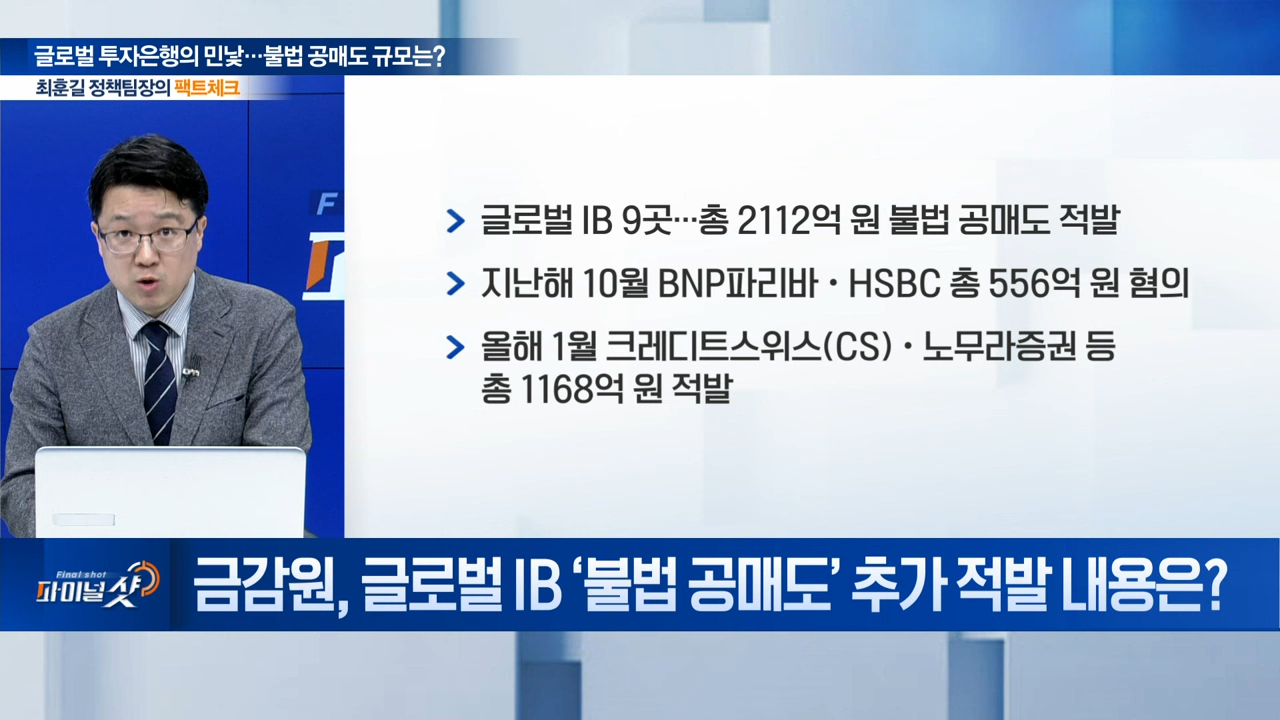 글로벌 투자은행의 민낯…불법 공매도 규모는?
최훈길 정책팀장의 팩트체크
F
글로벌 IB 9곳…총 2112억 원 불법 공매도 적발
지난해 10월 BNP파리바·HSBC 총 556억 원 혐의
올해 1월 크레디트스위스(CS)·노무라증권 등
총 1168억 원 적발
Final shot
파이널 샷
금감원, 글로벌 IB ‘불법 공매도’ 추가 적발 내용은?